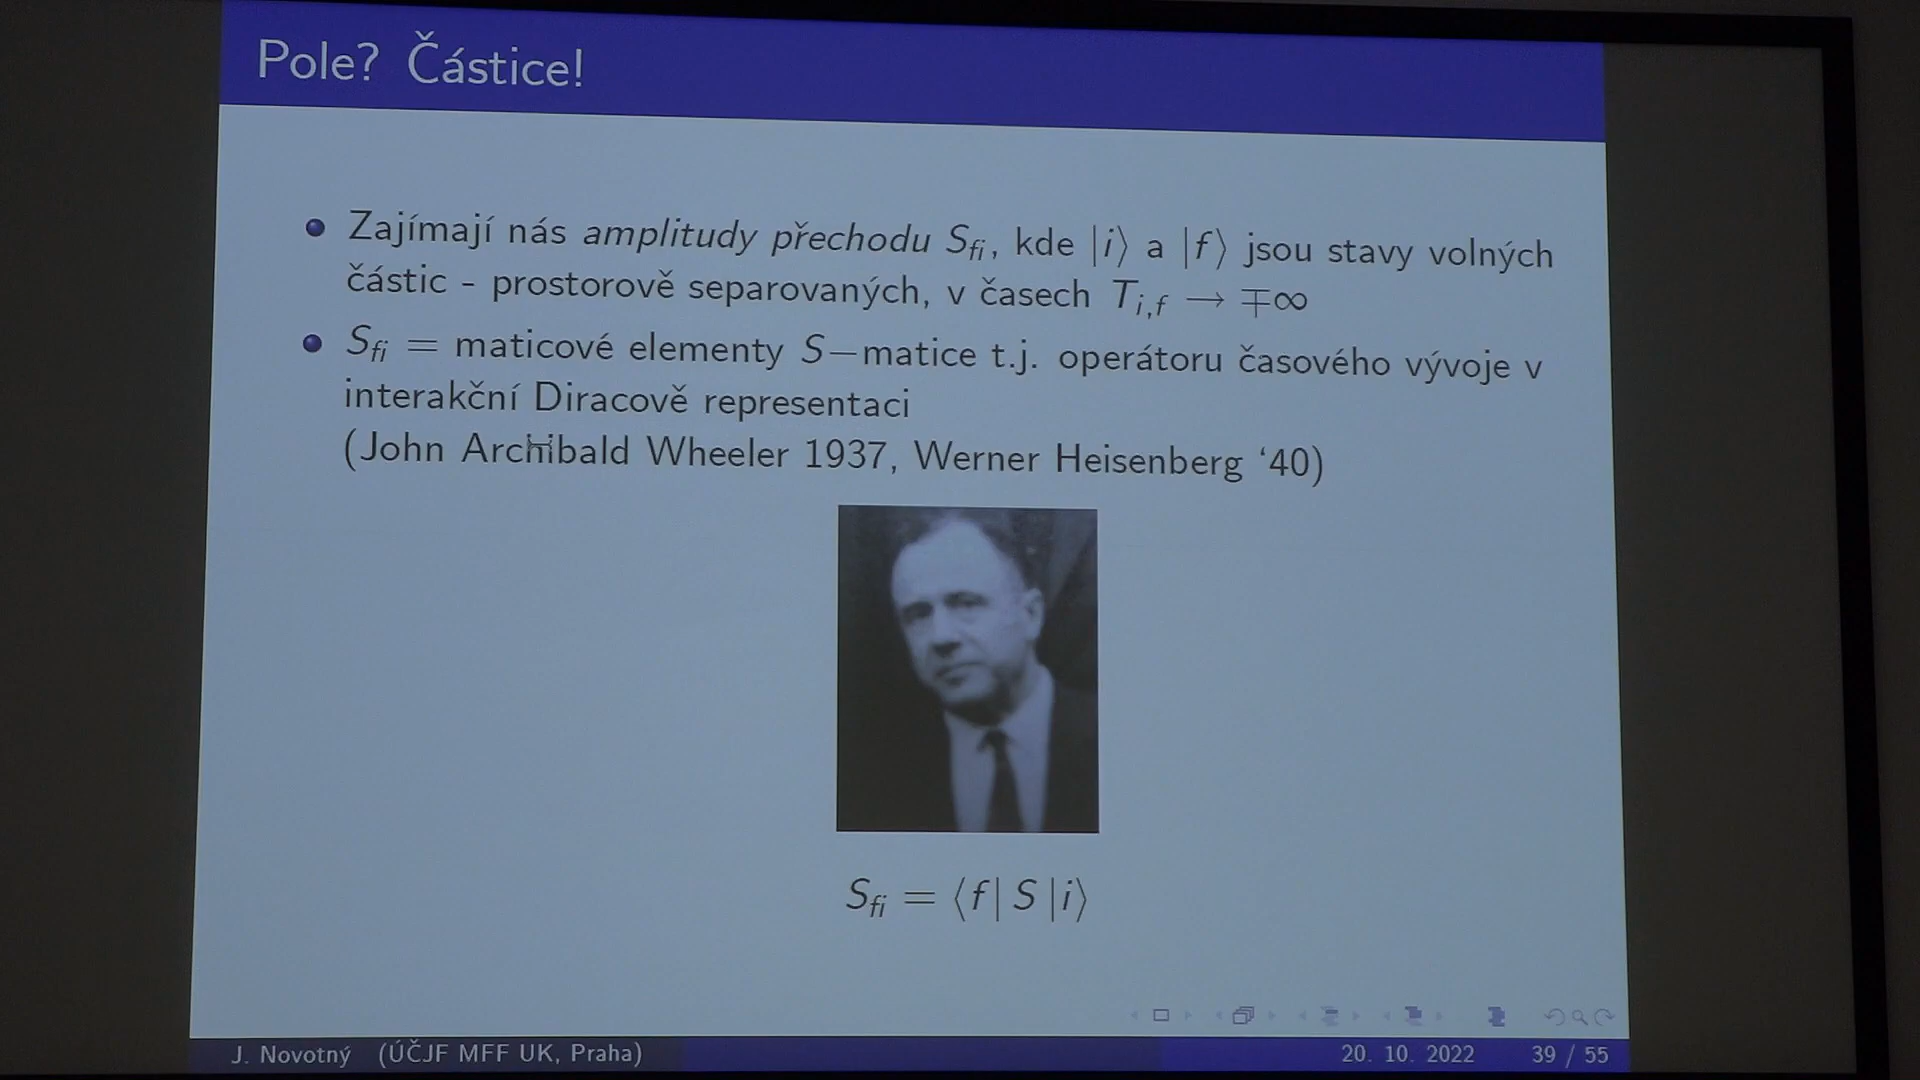 Pole? Částice!
Zajímají nás amplitudy přechodu S_fi, kde |i⟩ a |f⟩ jsou stavy volných
částic - prostorově separovaných, v časech T_i,f → ∓∞
S_fi = maticové elementy S−matice t.j. operátoru časového vývoje v
interakční Diracově representaci
(John Archibald Wheeler 1937, Werner Heisenberg ‘40)
S_fi = ⟨f| S |i⟩
J. Novotný (ÚČJF MFF UK, Praha) 20. 10. 2022 39 / 55